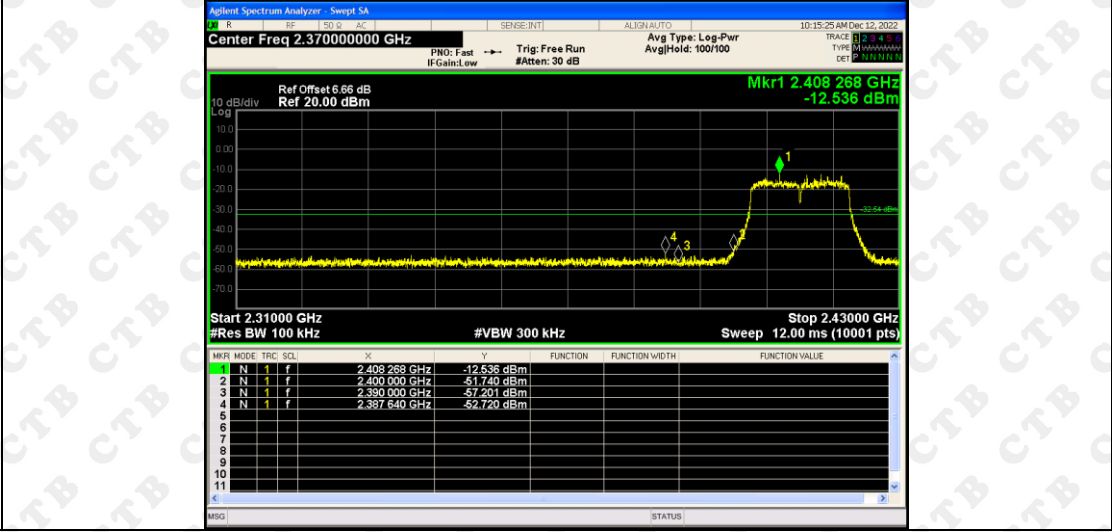 Agilent Spectrum Analyzer - Swept SA
LXI R RF 50 Ω AC SENSE:INT ALIGN AUTO 10:15:25 AM Dec 12, 2022
Center Freq 2.370000000 GHz
PNO: Fast Trig: Free Run Avg Type: Log-Pwr TRACE 1 2 3 4 5 6
IFGain:Low #Atten: 30 dB Avg|Hold: 100/100 TYPE M
DET P N N N N N
Mkr1 2.408 268 GHz
-12.536 dBm
Ref Offset 6.66 dB
10 dB/div Ref 20.00 dBm
Log
10.0
0.00
-10.0
-20.0
-30.0
-40.0
-50.0
-60.0
-70.0
1
-32.54 dBm
4 3 2
Start 2.31000 GHz Stop 2.43000 GHz
#Res BW 100 kHz #VBW 300 kHz Sweep 12.00 ms (10001 pts)
MKR MODE TRC SCL X Y FUNCTION FUNCTION WIDTH FUNCTION VALUE
1 N 1 f 2.408 268 GHz -12.536 dBm
2 N 1 f 2.400 000 GHz -51.740 dBm
3 N 1 f 2.390 000 GHz -57.201 dBm
4 N 1 f 2.387 640 GHz -52.720 dBm
5
6
7
8
9
10
11
MSG STATUS
CTB